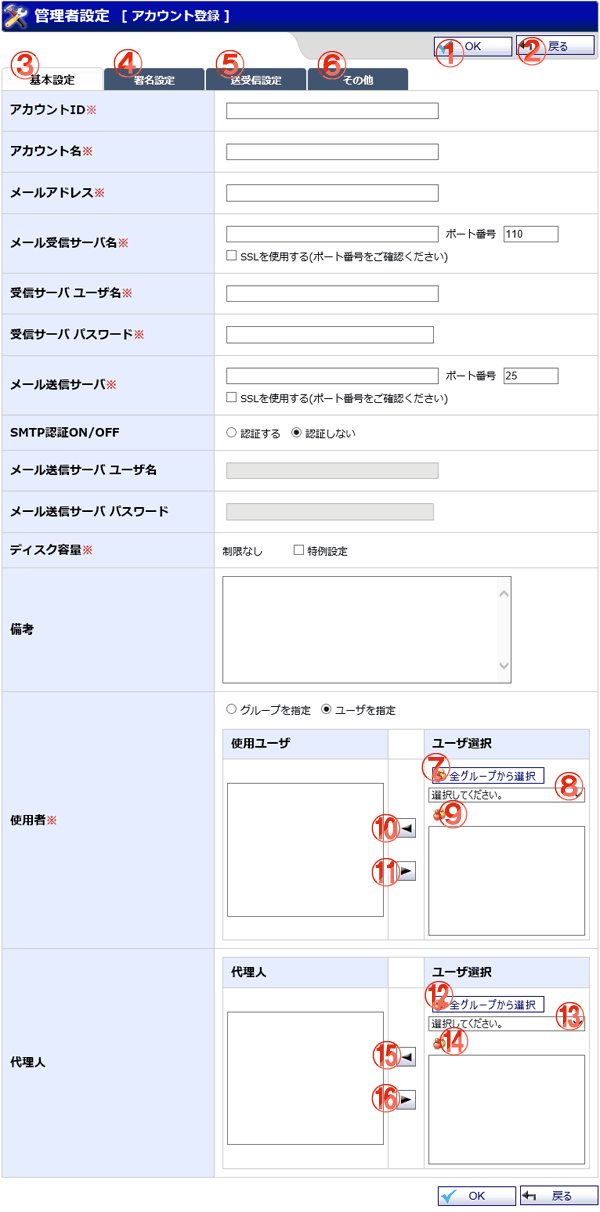 管理者設定 [ アカウント登録 ]
① OK ② 戻る
③ 基本設定 ④ 署名設定 ⑤ 送受信設定 ⑥ その他
アカウントID※
アカウント名※
メールアドレス※
メール受信サーバ名※ ポート番号 110
SSLを使用する(ポート番号をご確認ください)
受信サーバ ユーザ名※
受信サーバ パスワード※
メール送信サーバ※ ポート番号 25
SSLを使用する(ポート番号をご確認ください)
SMTP認証ON/OFF 認証する 認証しない
メール送信サーバ ユーザ名
メール送信サーバ パスワード
ディスク容量※ 制限なし 特例設定
備考
グループを指定 ユーザを指定
使用ユーザ ユーザ選択
⑦ 全グループから選択
選択してください。 ⑧
⑨
使用者※
⑩
⑪
代理人 ユーザ選択
⑫ 全グループから選択
選択してください。 ⑬
⑭
代理人
⑮
⑯
OK 戻る